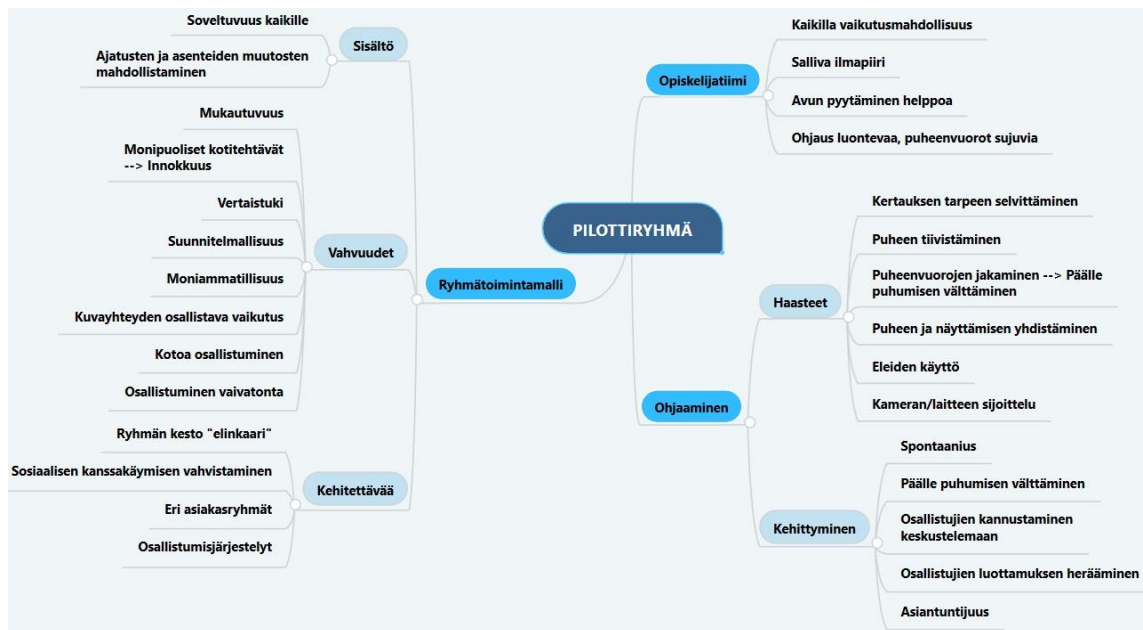 PILOTTIRYHMÄ
Ryhmätoimintamalli
Sisältö
Soveltuvuus kaikille
Ajatusten ja asenteiden muutosten
mahdollistaminen
Vahvuudet
Mukautuvuus
Monipuoliset kotitehtävät
--> Innokkuus
Vertaistuki
Suunnitelmallisuus
Moniammatillisuus
Kuvayhteyden osallistava vaikutus
Kotoa osallistuminen
Osallistuminen vaivatonta
Kehitettävää
Ryhmän kesto "elinkaari"
Sosiaalisen kanssakäymisen vahvistaminen
Eri asiakasryhmät
Osallistumisjärjestelyt
Opiskelijatiimi
Kaikilla vaikutusmahdollisuus
Salliva ilmapiiri
Avun pyytäminen helppoa
Ohjaus luontevaa, puheenvuorot sujuvia
Ohjaaminen
Haasteet
Kertauksen tarpeen selvittäminen
Puheen tiivistäminen
Puheenvuorojen jakaminen --> Päälle
puhumisen välttäminen
Puheen ja näyttämisen yhdistäminen
Eleiden käyttö
Kameran/laitteen sijoittelu
Kehittyminen
Spontaanius
Päälle puhumisen välttäminen
Osallistujien kannustaminen
keskustelemaan
Osallistujien luottamuksen herääminen
Asiantuntijuus